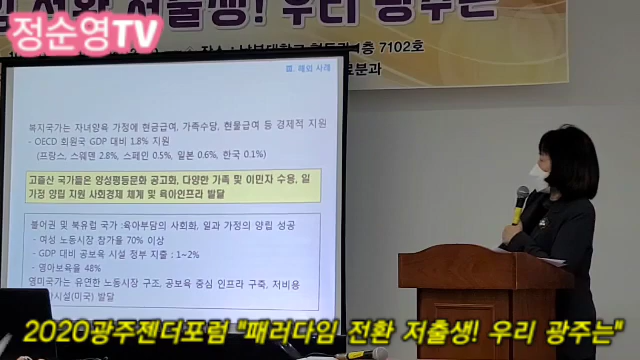 전환 저출생! 우리 광주는
정순영TV
장소 : 남부대학교 협동관 1층 7102호
료분과
Ⅲ. 해외 사례
복지국가는 자녀양육 가정에 현금급여, 가족수당, 현물급여 등 경제적 지원
- OECD 회원국 GDP 대비 1.8% 지원
(프랑스, 스웨덴 2.8%, 스페인 0.5%, 일본 0.6%, 한국 0.1%)
고출산 국가들은 양성평등문화 공고화, 다양한 가족 및 이민자 수용, 일
가정 양립 지원 사회경제 체계 및 육아인프라 발달
불어권 및 북유럽 국가 :육아부담의 사회화, 일과 가정의 양립 성공
- 여성 노동시장 참가율 70% 이상
- GDP 대비 공보육 시설 정부 지출 : 1~2%
- 영아보육율 48%
영미국가는 유연한 노동시장 구조, 공보육 중심 인프라 구축, 저비용
시설(미국) 발달
2020광주젠더포럼 "패러다임 전환 저출생! 우리 광주는"